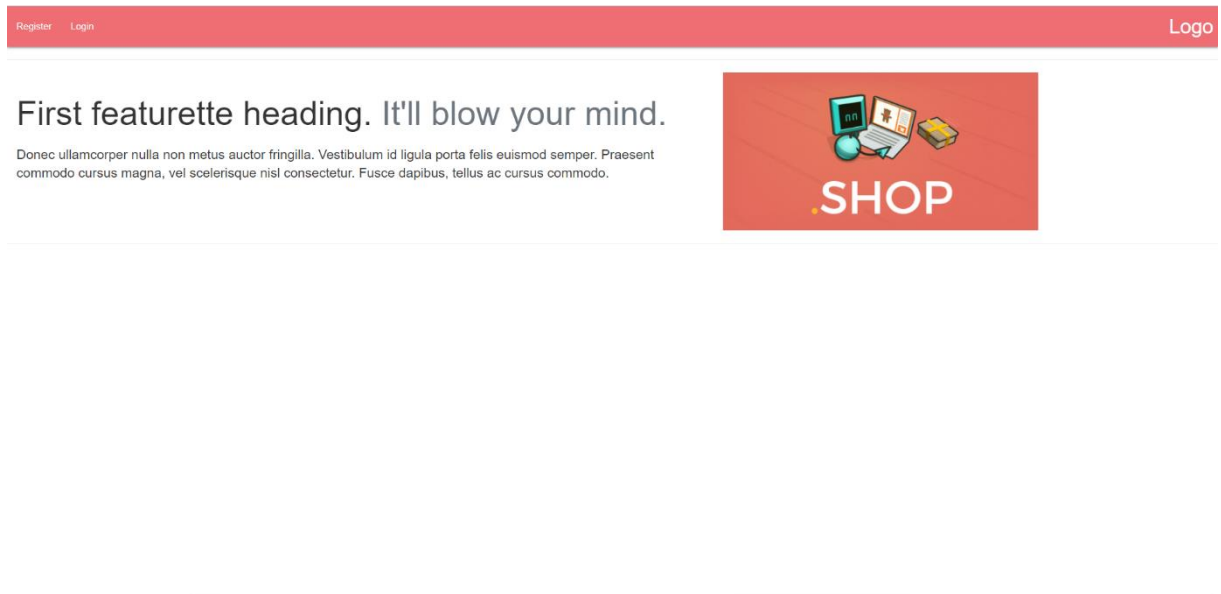 Register Login
Logo
First featurette heading. It'll blow your mind.
Donec ullamcorper nulla non metus auctor fringilla. Vestibulum id ligula porta felis euismod semper. Praesent
commodo cursus magna, vel scelerisque nisl consectetur. Fusce dapibus, tellus ac cursus commodo.
nn
.SHOP